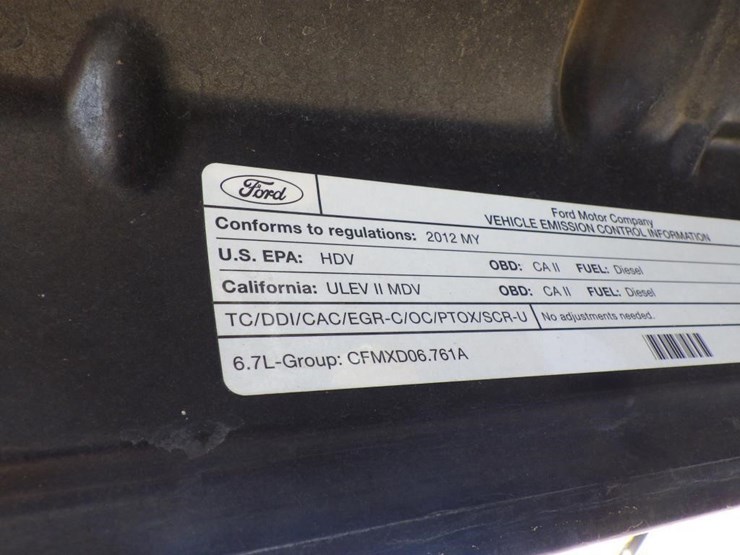 Ford
Ford Motor Company
VEHICLE EMISSION CONTROL INFORMATION
Conforms to regulations: 2012 MY
U.S. EPA: HDV OBD: CA II FUEL: Diesel
California: ULEV II MDV OBD: CA II FUEL: Diesel
TC/DDI/CAC/EGR-C/OC/PTOX/SCR-U No adjustments needed.
6.7L-Group: CFMXD06.761A